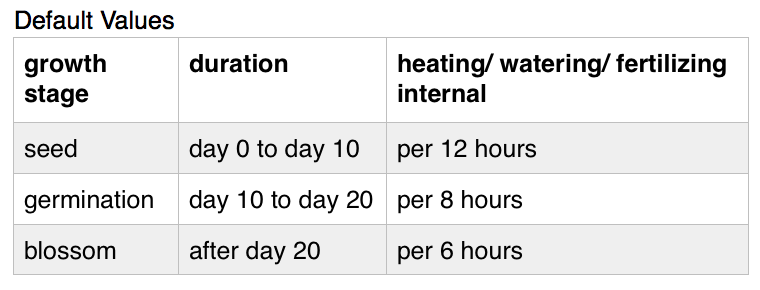 Default Values
growth stage | duration | heating/ watering/ fertilizing internal
seed | day 0 to day 10 | per 12 hours
germination | day 10 to day 20 | per 8 hours
blossom | after day 20 | per 6 hours